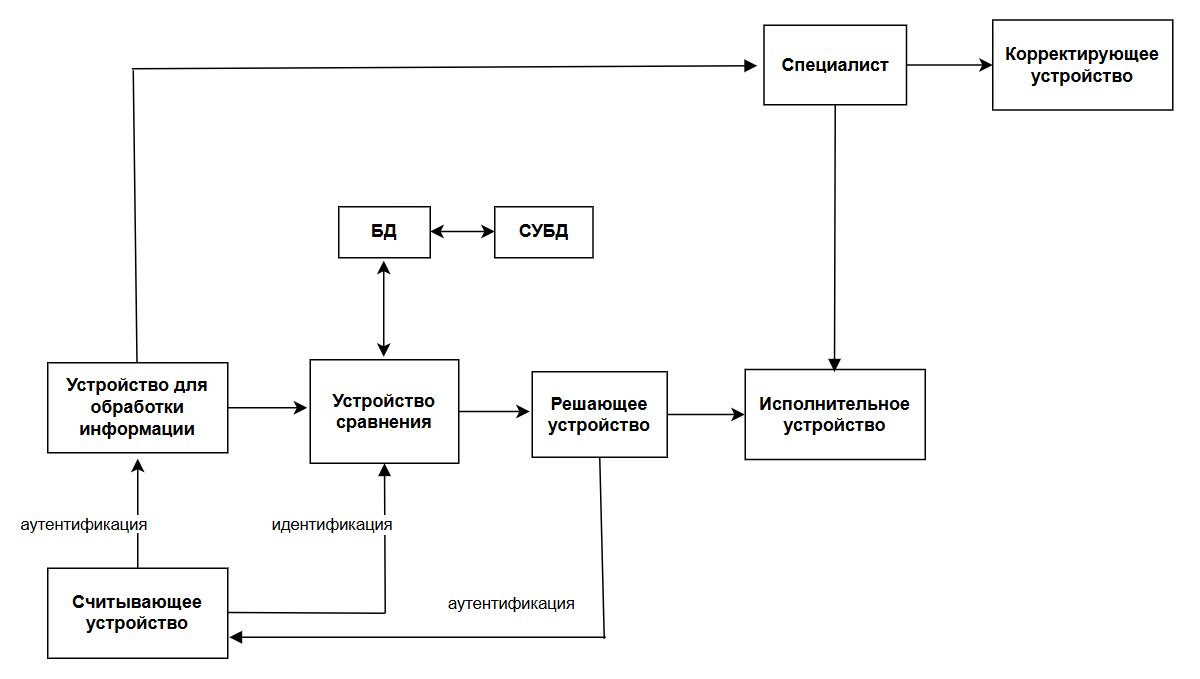 Специалист
Корректирующее
устройство
БД
СУБД
Устройство для
обработки
информации
Устройство
сравнения
Решающее
устройство
Исполнительное
устройство
аутентификация
идентификация
Считывающее
устройство
аутентификация